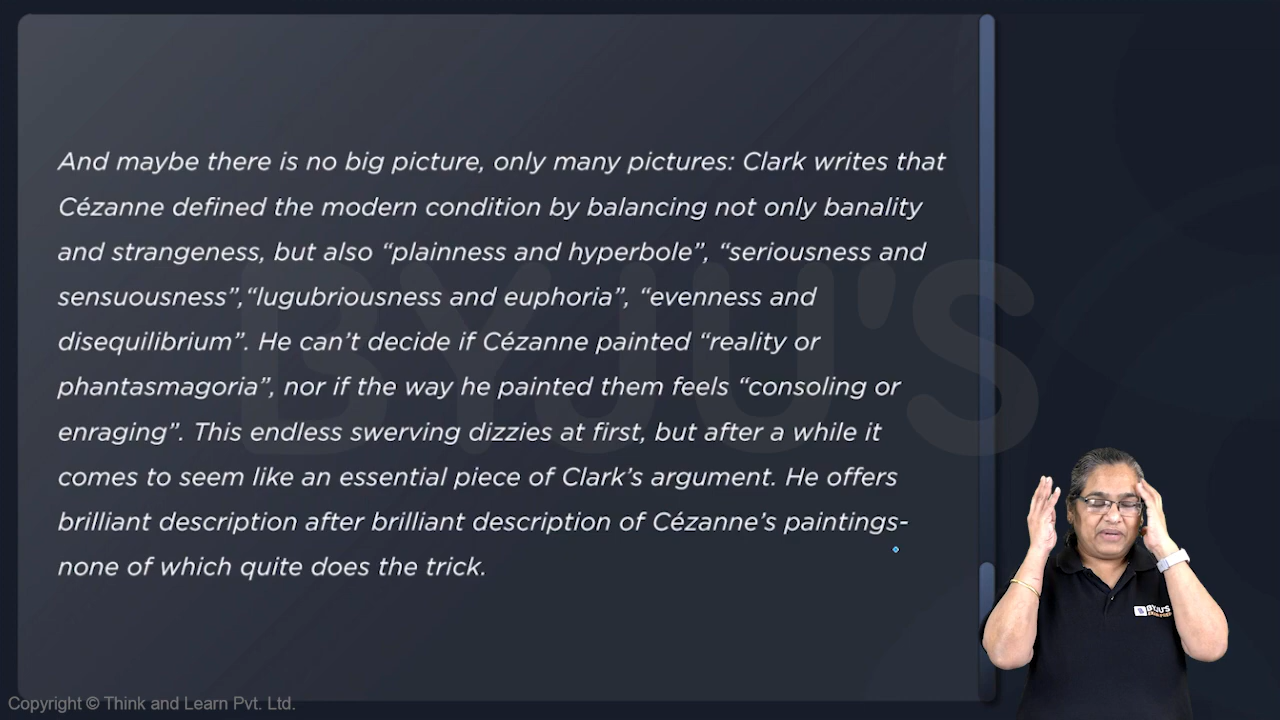 And maybe there is no big picture, only many pictures: Clark writes that
Cézanne defined the modern condition by balancing not only banality
and strangeness, but also “plainness and hyperbole”, “seriousness and
sensuousness”,“lugubriousness and euphoria”, “evenness and
disequilibrium”. He can’t decide if Cézanne painted “reality or
phantasmagoria”, nor if the way he painted them feels “consoling or
enraging”. This endless swerving dizzies at first, but after a while it
comes to seem like an essential piece of Clark’s argument. He offers
brilliant description after brilliant description of Cézanne’s paintings-
none of which quite does the trick.
BYJU'S
BYJU'S
Copyright © Think and Learn Pvt. Ltd.